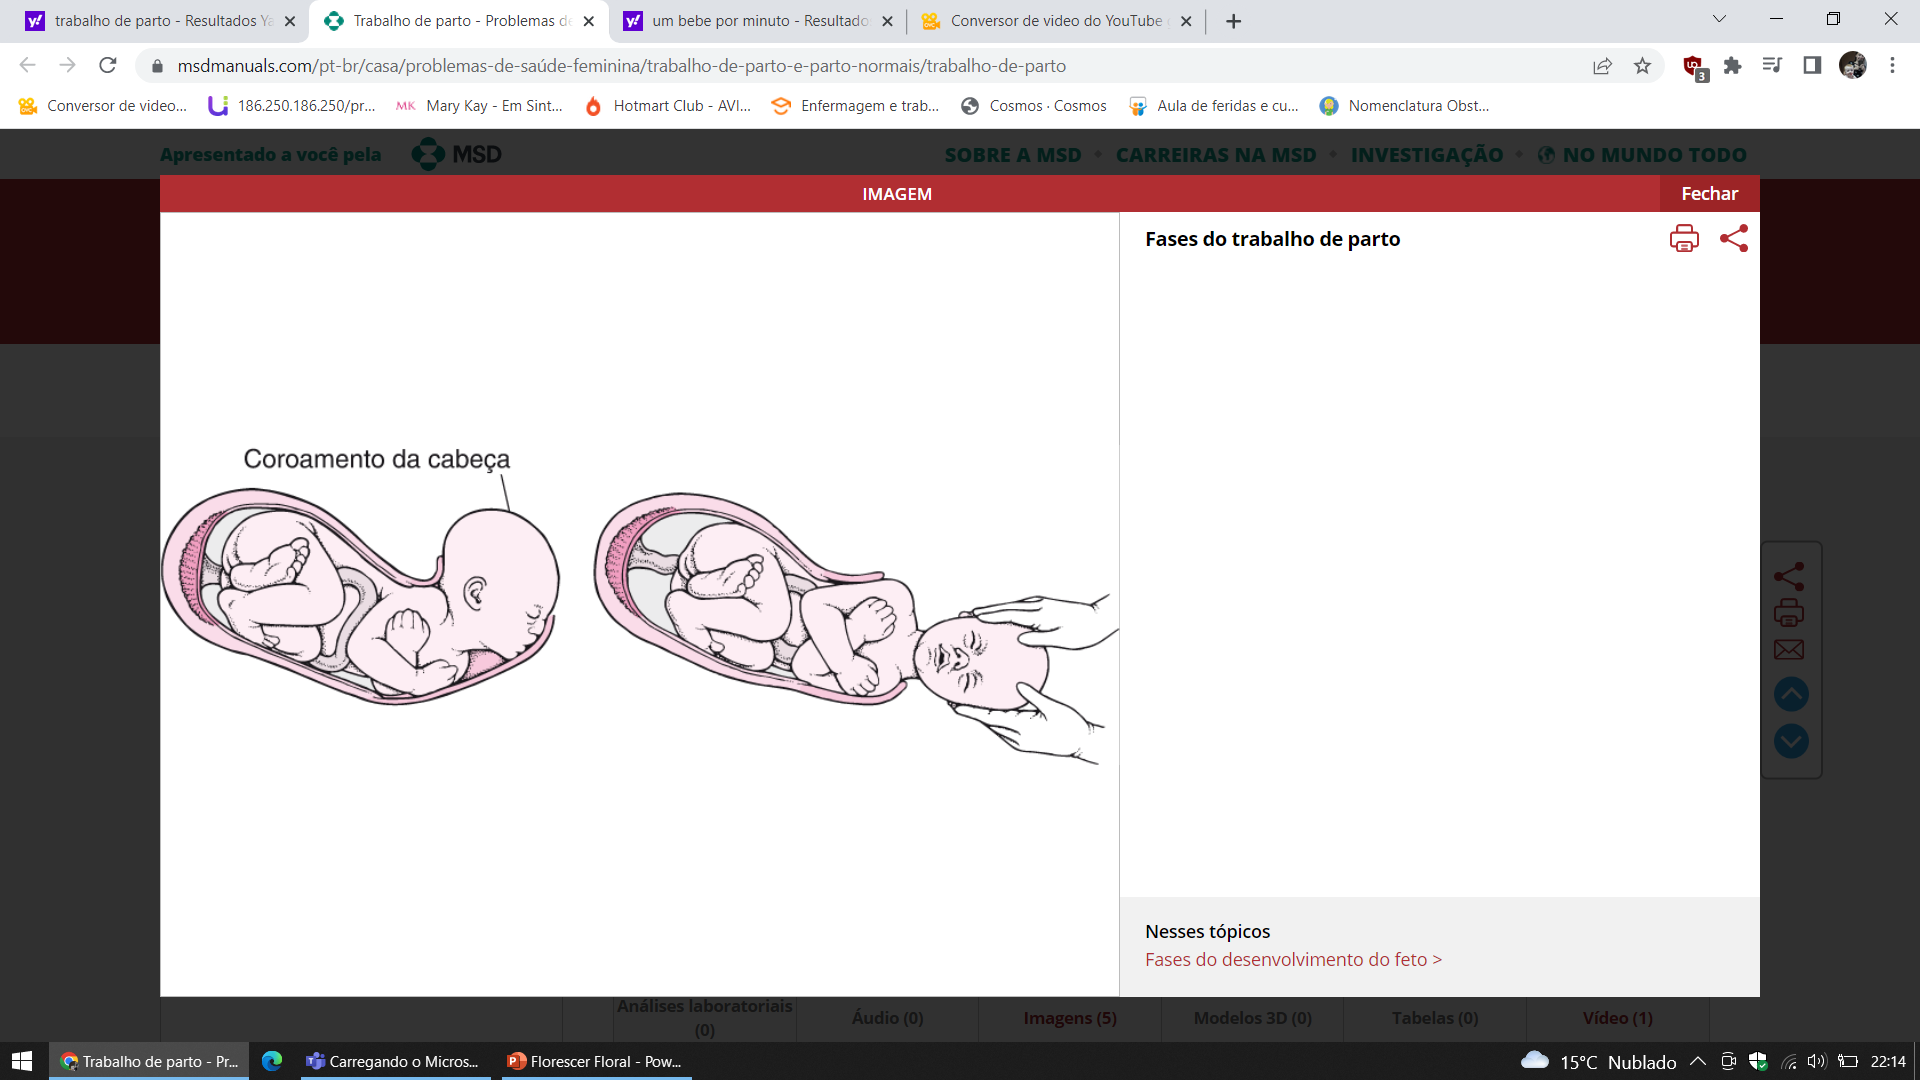 trabalho de parto - Resultados Ya
Trabalho de parto - Problemas de
um bebe por minuto - Resultados
Conversor de video do YouTube
msdmanuals.com/pt-br/casa/problemas-de-saúde-feminina/trabalho-de-parto-e-parto-normais/trabalho-de-parto
3
Conversor de video...
186.250.186.250/pr...
MK Mary Kay - Em Sint...
Hotmart Club - AVI...
Enfermagem e trab...
Cosmos · Cosmos
Aula de feridas e cu...
Nomenclatura Obst...
Apresentado a você pela
MSD
SOBRE A MSD
CARREIRAS NA MSD
INVESTIGAÇÃO
NO MUNDO TODO
IMAGEM
Fechar
Fases do trabalho de parto
Coroamento da cabeça
Nesses tópicos
Fases do desenvolvimento do feto >
Análises laboratoriais
(0)
Áudio (0)
Imagens (5)
Modelos 3D (0)
Tabelas (0)
Vídeo (1)
Trabalho de parto - Pr...
Carregando o Micros...
Florescer Floral - Pow...
15°C Nublado
22:14